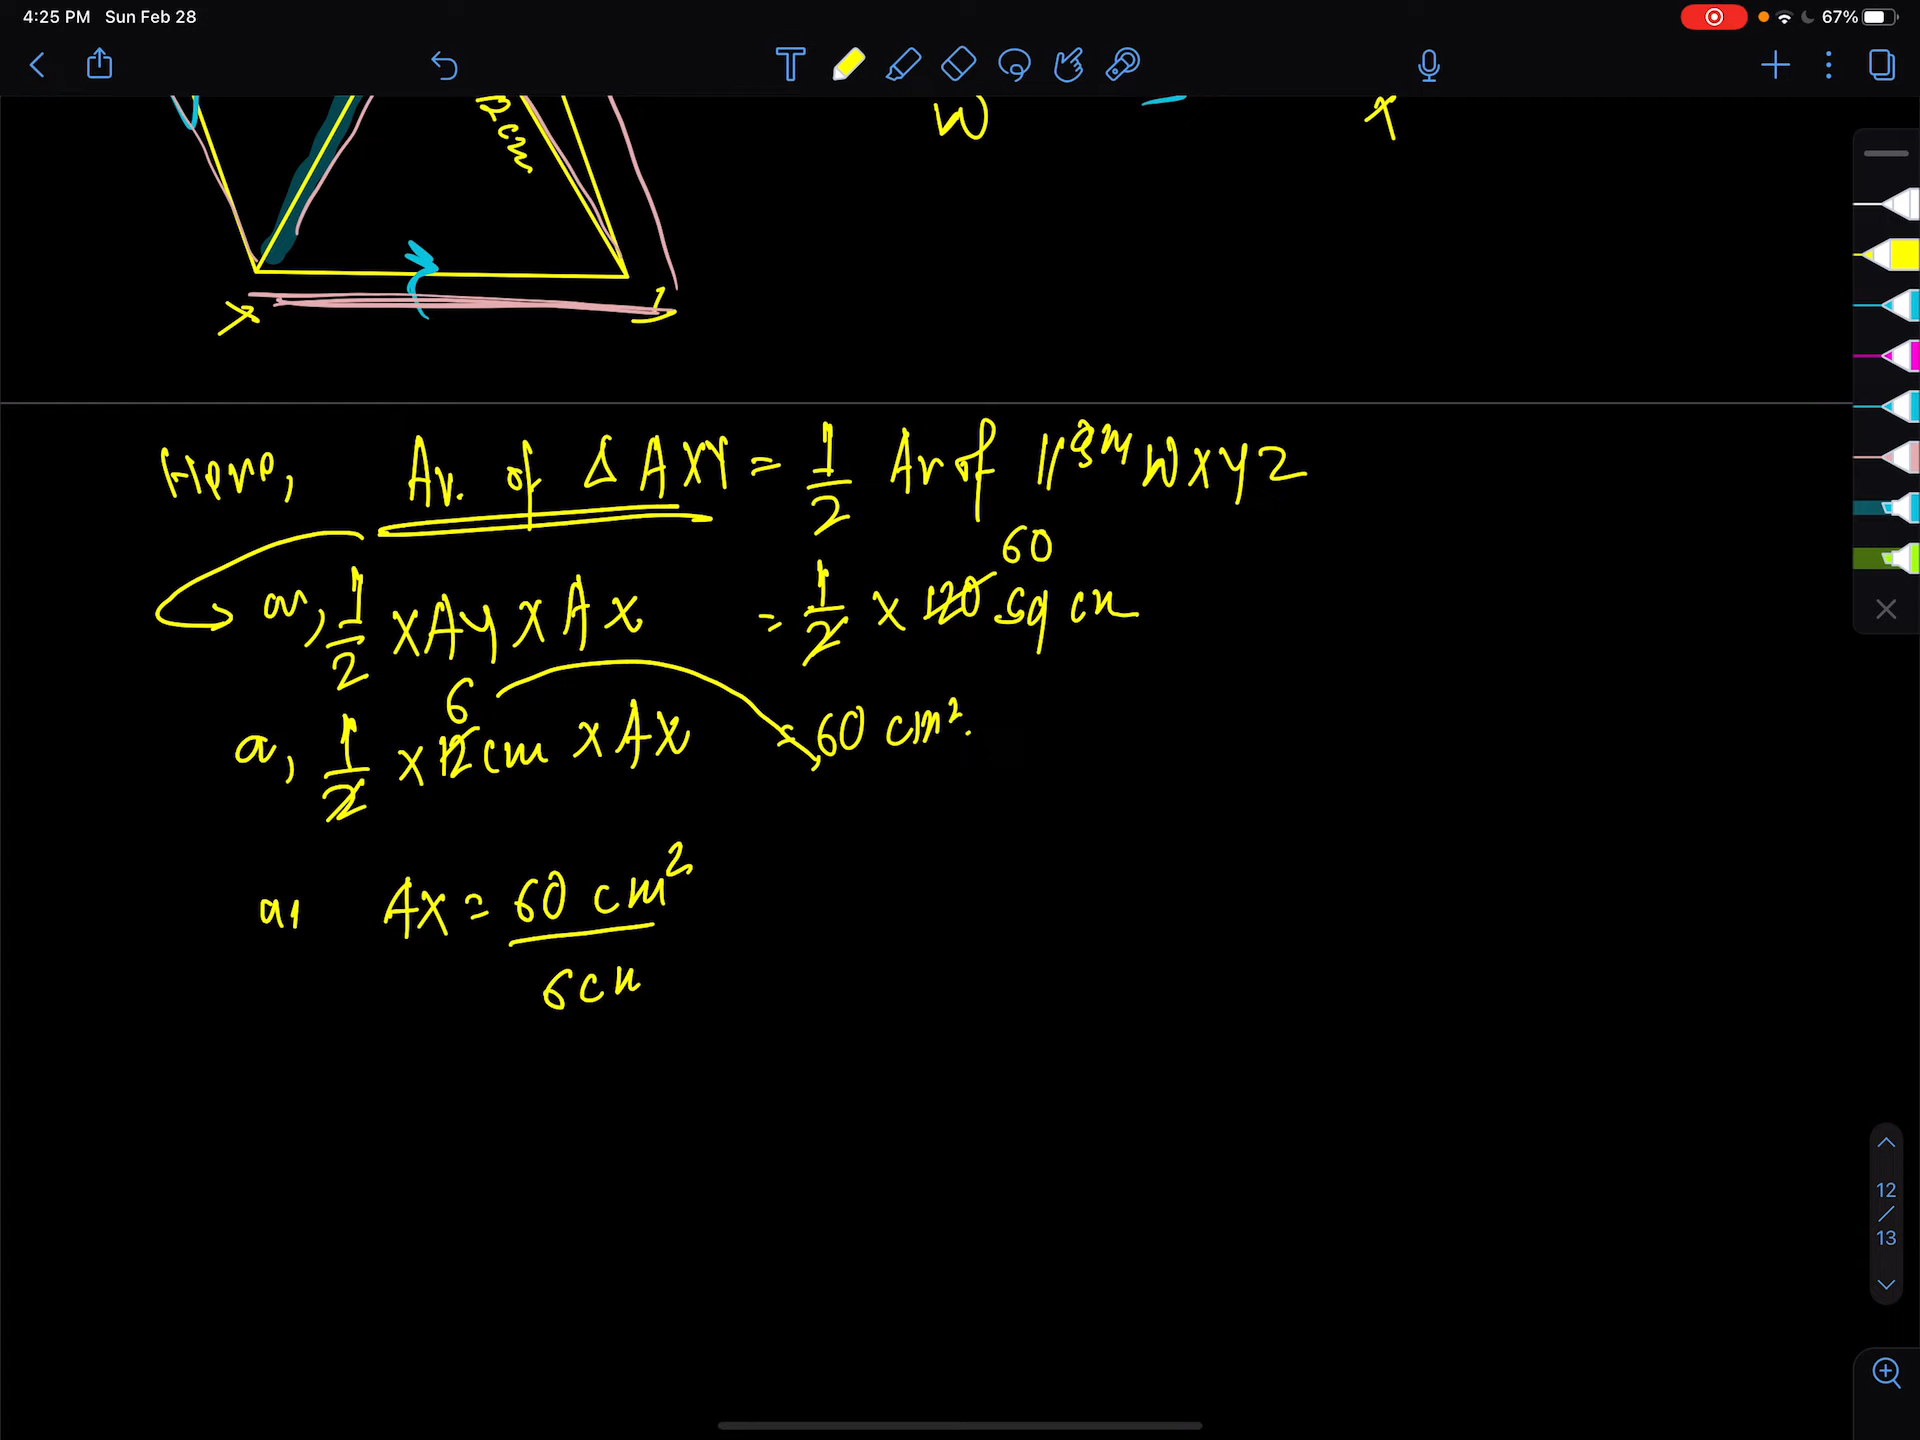 4:25 PM Sun Feb 28
67%
12cm
W
X
X
Here, Ar. of Δ AXY = 1/2 Ar of ||gm WXYZ
or, 1/2 x AY x AX = 1/2 x 120 60 sq cm
or, 1/2 x 12 6 cm x AX = 60 cm².
or, AX = 60 cm² / 6cm
12
/
13